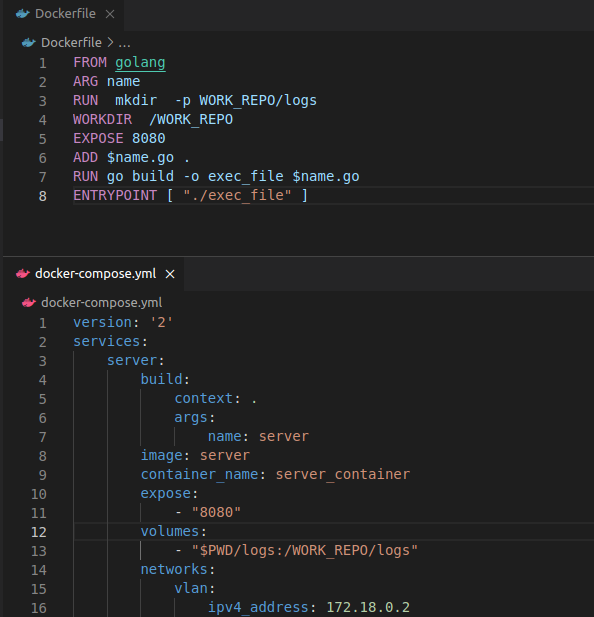 Dockerfile ×
Dockerfile > ...
1 FROM golang
2 ARG name
3 RUN  mkdir  -p WORK_REPO/logs
4 WORKDIR  /WORK_REPO
5 EXPOSE 8080
6 ADD $name.go .
7 RUN go build -o exec_file $name.go
8 ENTRYPOINT [ "./exec_file" ]
docker-compose.yml ×
docker-compose.yml
1 version: '2'
2 services:
3     server:
4         build:
5             context: .
6             args:
7                 name: server
8         image: server
9         container_name: server_container
10         expose:
11             - "8080"
12         volumes:
13             - "$PWD/logs:/WORK_REPO/logs"
14         networks:
15             vlan:
16                 ipv4_address: 172.18.0.2